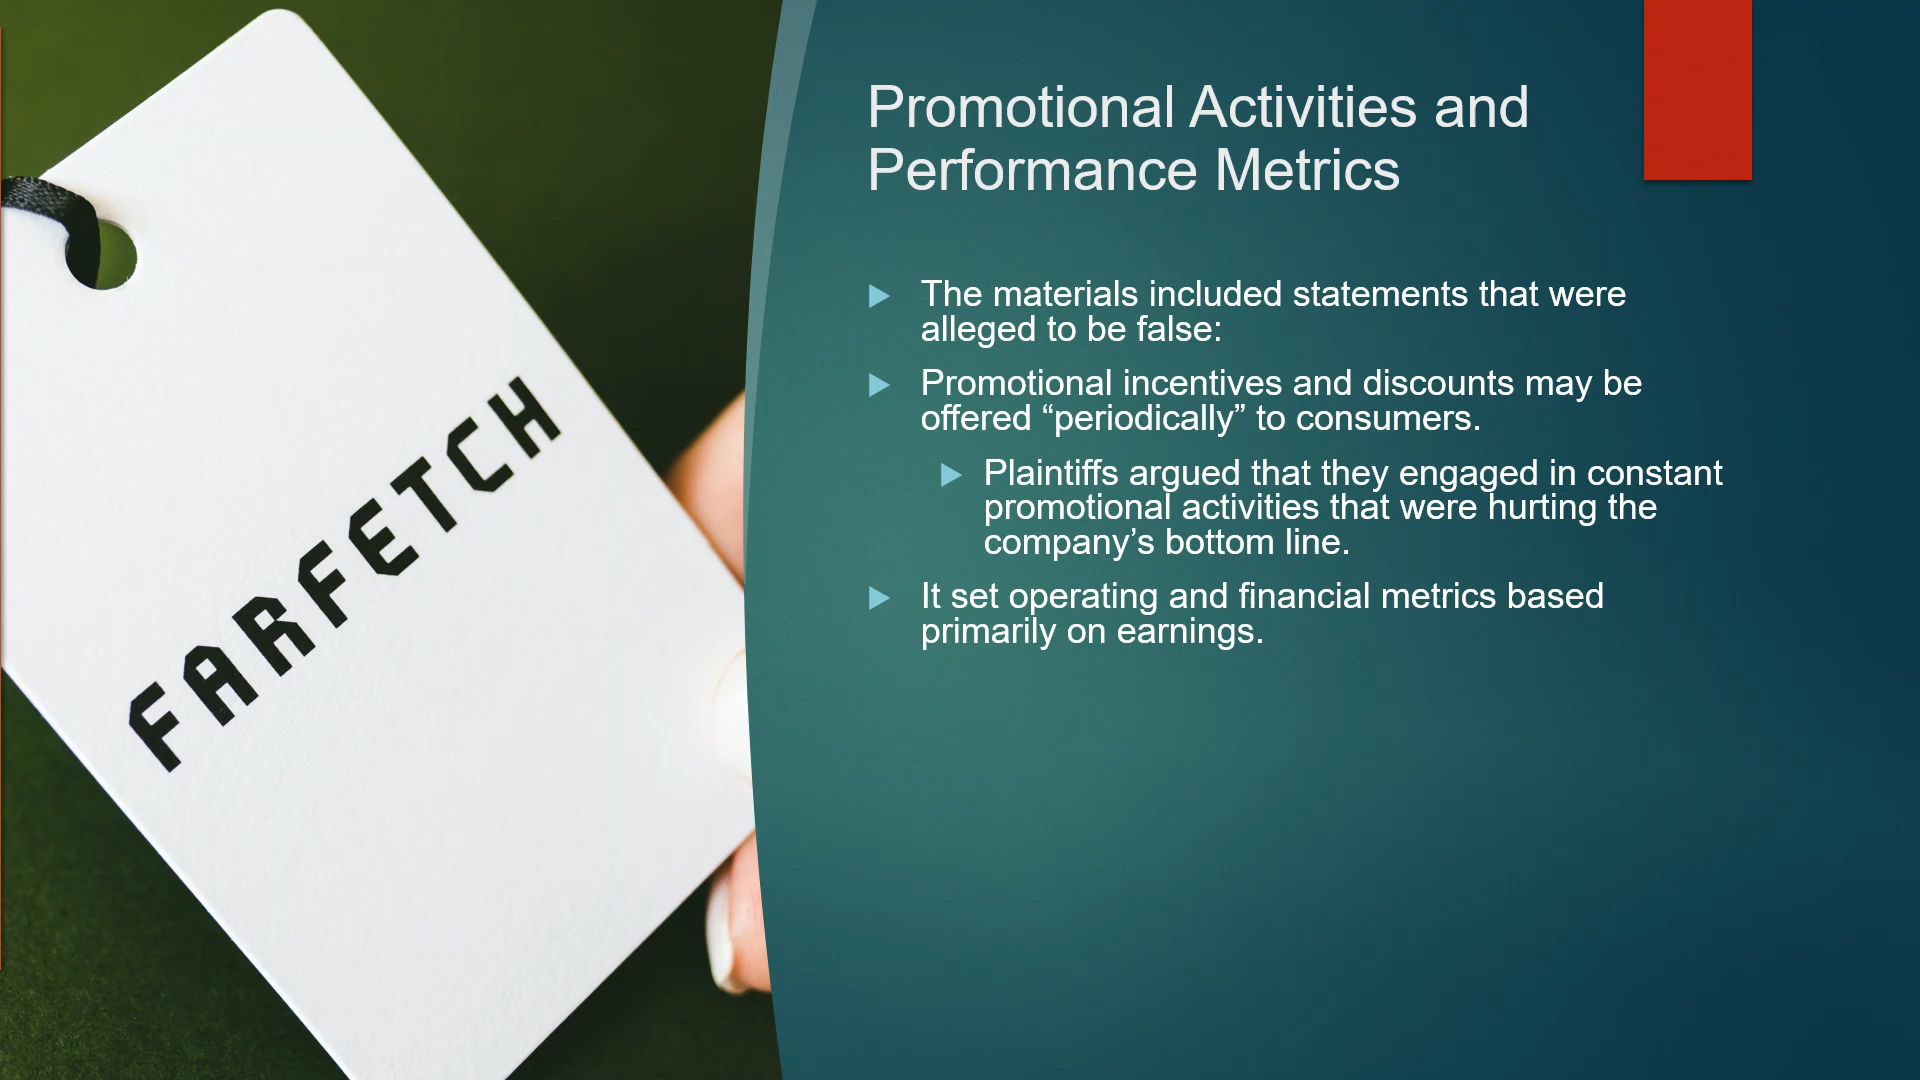 FARFETCH
Promotional Activities and
Performance Metrics
The materials included statements that were
alleged to be false:
Promotional incentives and discounts may be
offered “periodically” to consumers.
Plaintiffs argued that they engaged in constant
promotional activities that were hurting the
company’s bottom line.
It set operating and financial metrics based
primarily on earnings.